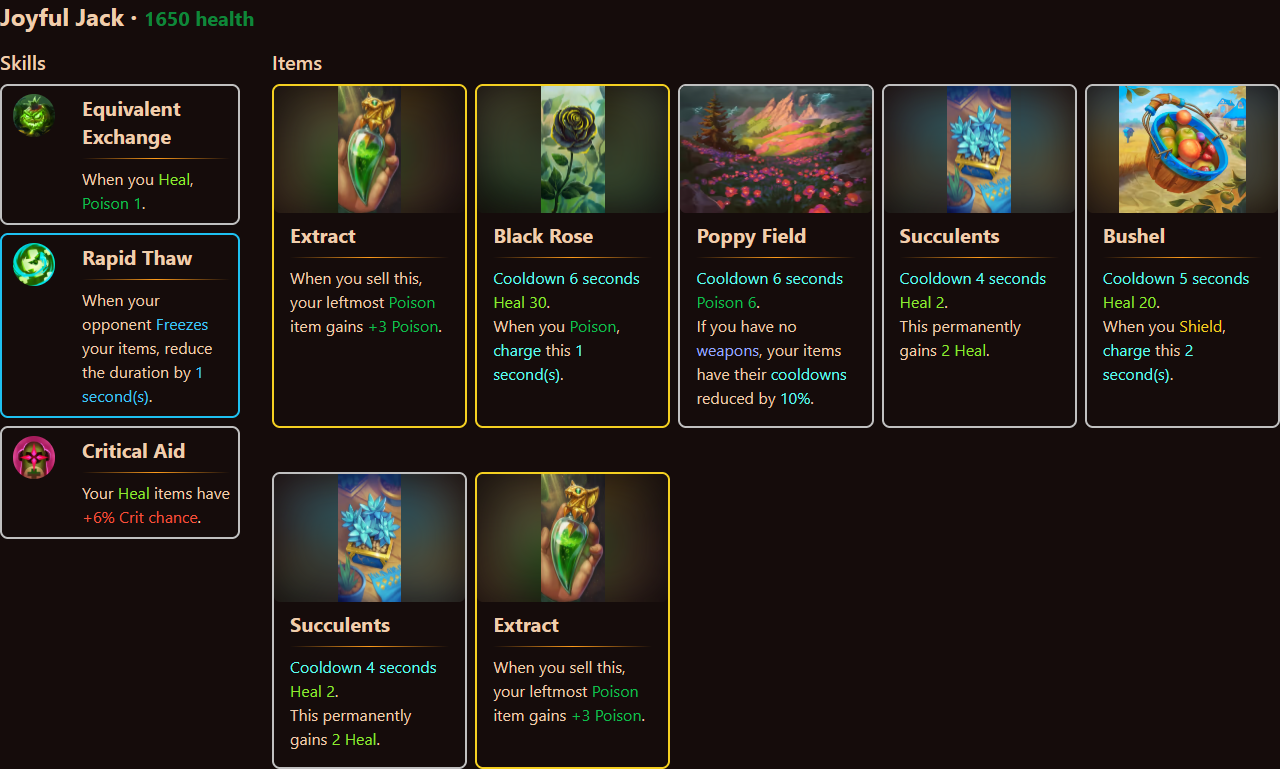 Joyful Jack · 1650 health
Skills
Equivalent
Exchange
When you Heal,
Poison 1.
Rapid Thaw
When your
opponent Freezes
your items, reduce
the duration by 1
second(s).
Critical Aid
Your Heal items have
+6% Crit chance.
Items
Extract
When you sell this,
your leftmost Poison
item gains +3 Poison.
Black Rose
Cooldown 6 seconds
Heal 30.
When you Poison,
charge this 1
second(s).
Poppy Field
Cooldown 6 seconds
Poison 6.
If you have no
weapons, your items
have their cooldowns
reduced by 10%.
Succulents
Cooldown 4 seconds
Heal 2.
This permanently
gains 2 Heal.
Bushel
Cooldown 5 seconds
Heal 20.
When you Shield,
charge this 2
second(s).
Succulents
Cooldown 4 seconds
Heal 2.
This permanently
gains 2 Heal.
Extract
When you sell this,
your leftmost Poison
item gains +3 Poison.